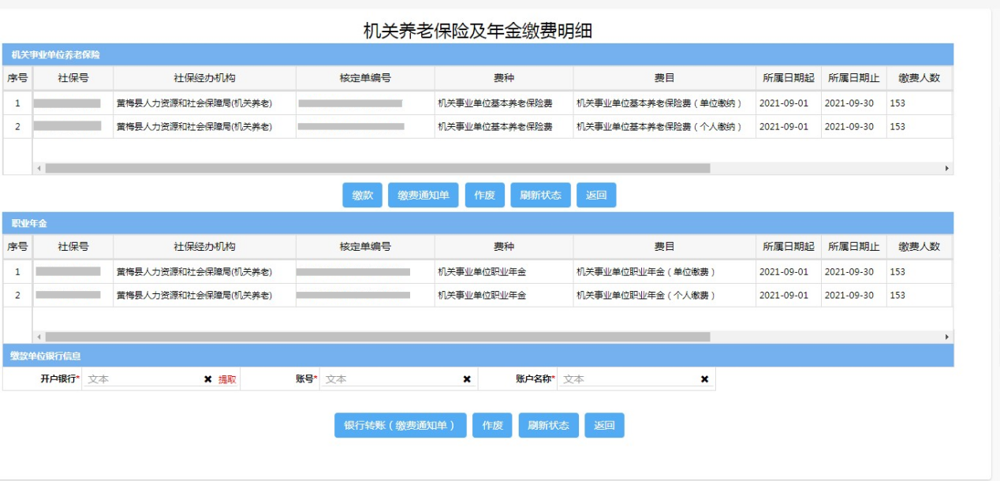 机关养老保险及年金缴费明细
机关事业单位养老保险
序号 社保号 社保经办机构 核定单编号 费种 费目 所属日期起 所属日期止 缴费人数
1 黄梅县人力资源和社会保障局(机关养老) 机关事业单位基本养老保险费 机关事业单位基本养老保险费（单位缴纳） 2021-09-01 2021-09-30 153
2 黄梅县人力资源和社会保障局(机关养老) 机关事业单位基本养老保险费 机关事业单位基本养老保险费（个人缴纳） 2021-09-01 2021-09-30 153
缴款 缴费通知单 作废 刷新状态 返回
职业年金
序号 社保号 社保经办机构 核定单编号 费种 费目 所属日期起 所属日期止 缴费人数
1 黄梅县人力资源和社会保障局(机关养老) 机关事业单位职业年金 机关事业单位职业年金（单位缴费） 2021-09-01 2021-09-30 153
2 黄梅县人力资源和社会保障局(机关养老) 机关事业单位职业年金 机关事业单位职业年金（个人缴费） 2021-09-01 2021-09-30 153
缴款单位银行信息
开户银行* 文本 ✖ 提取 账号* 文本 ✖ 账户名称* 文本 ✖
银行转账（缴费通知单） 作废 刷新状态 返回